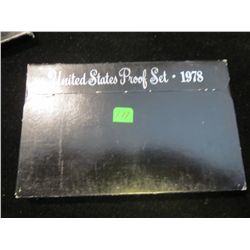 United States Proof Set · 1978